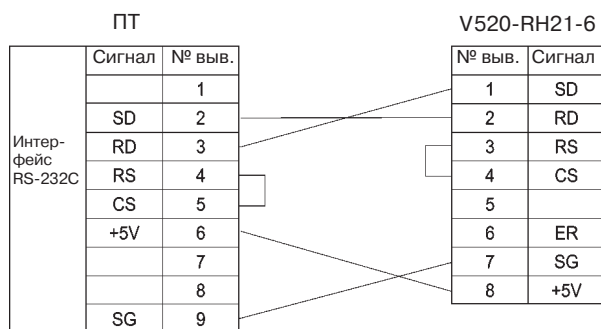 ПТ V520-RH21-6
Сигнал № выв. № выв. Сигнал
1 1 SD
SD 2 2 RD
RD 3 3 RS
Интер-
фейс
RS-232C
RS 4 4 CS
CS 5 5
+5V 6 6 ER
7 7 SG
8 8 +5V
SG 9